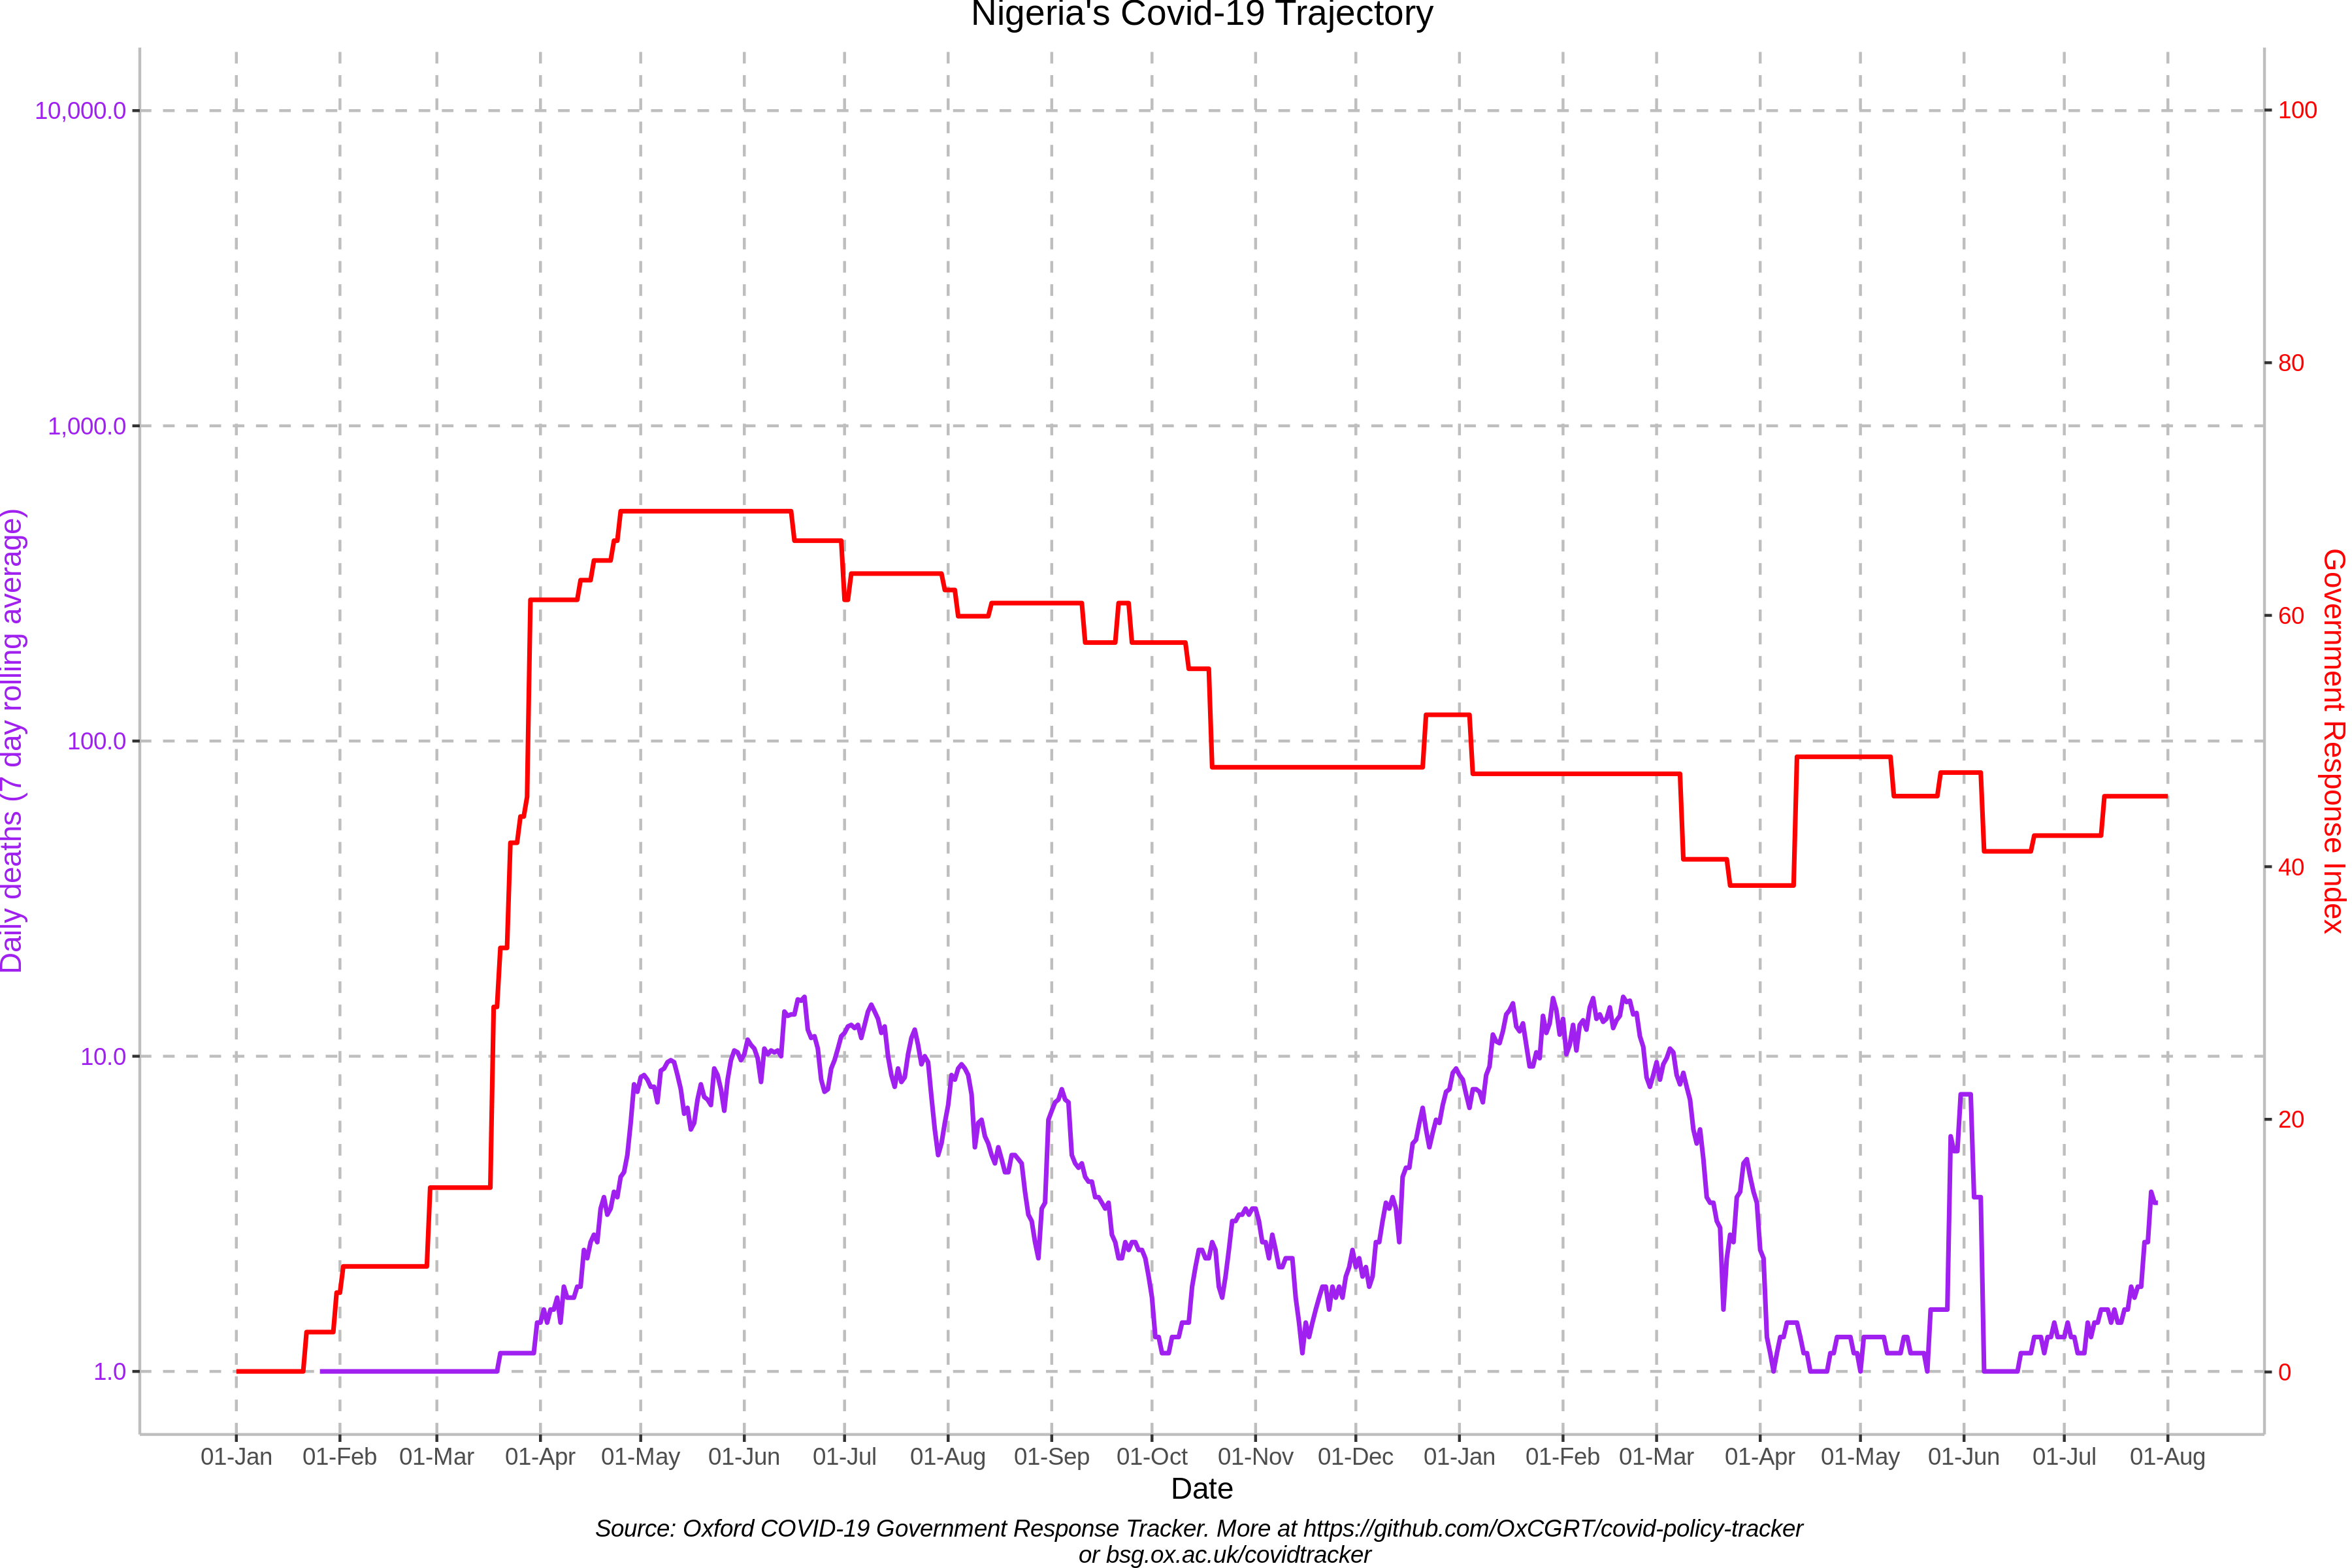 Nigeria's Covid-19 Trajectory
10,000.0
1,000.0
100.0
10.0
1.0
Daily deaths (7 day rolling average)
100
80
60
40
20
0
Government Response Index
01-Jan 01-Feb 01-Mar 01-Apr 01-May 01-Jun 01-Jul 01-Aug 01-Sep 01-Oct 01-Nov 01-Dec 01-Jan 01-Feb 01-Mar 01-Apr 01-May 01-Jun 01-Jul 01-Aug
Date
Source: Oxford COVID-19 Government Response Tracker. More at https://github.com/OxCGRT/covid-policy-tracker
or bsg.ox.ac.uk/covidtracker